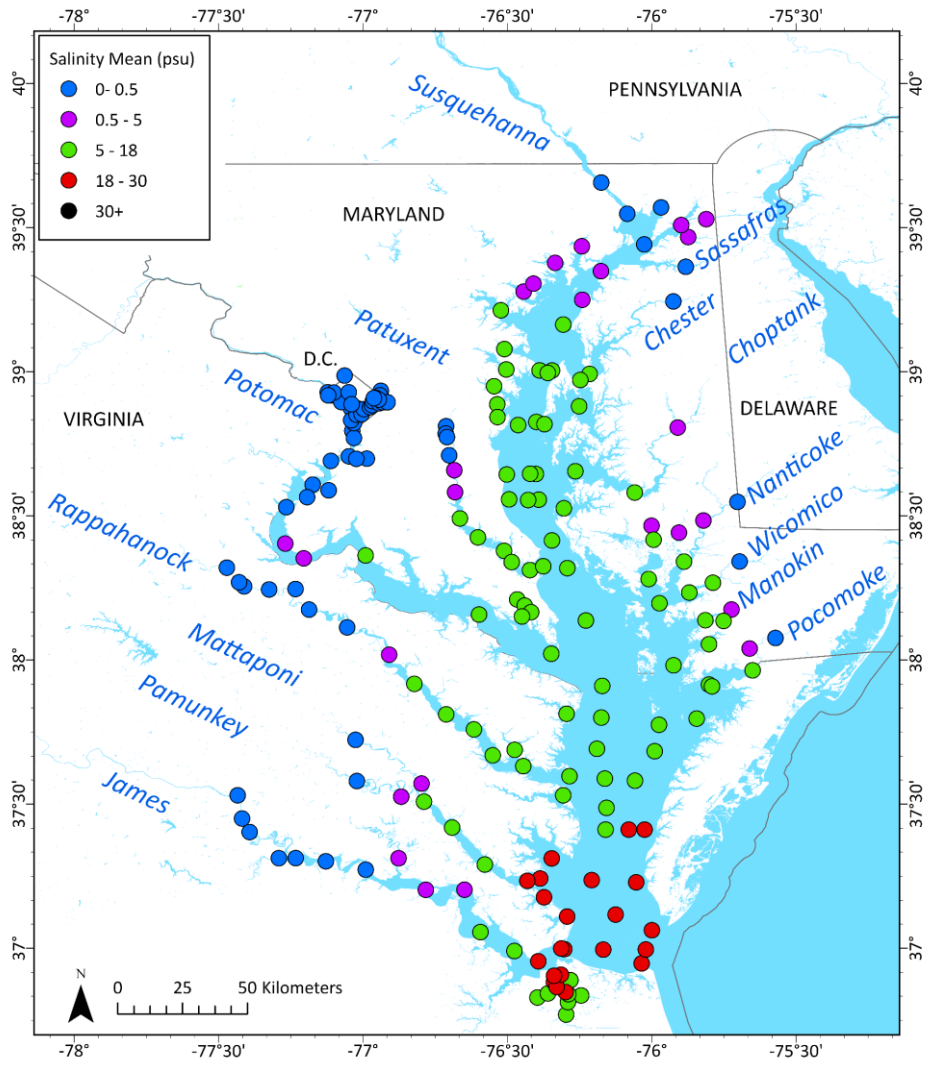 -78° -77°30' -77° -76°30' -76° -75°30'
Salinity Mean (psu)
0- 0.5
0.5 - 5
5 - 18
18 - 30
30+
40° 40°
Susquehanna
PENNSYLVANIA
MARYLAND
39°30' 39°30'
Sassafras
Chester
Patuxent
Choptank
D.C.
39° 39°
Potomac
VIRGINIA
DELAWARE
Nanticoke
38°30' 38°30'
Rappahanock
Wicomico
Manokin
Pocomoke
Mattaponi
38° 38°
Pamunkey
James
37°30' 37°30'
37° 37°
N
0 25 50 Kilometers
-78° -77°30' -77° -76°30' -76° -75°30'